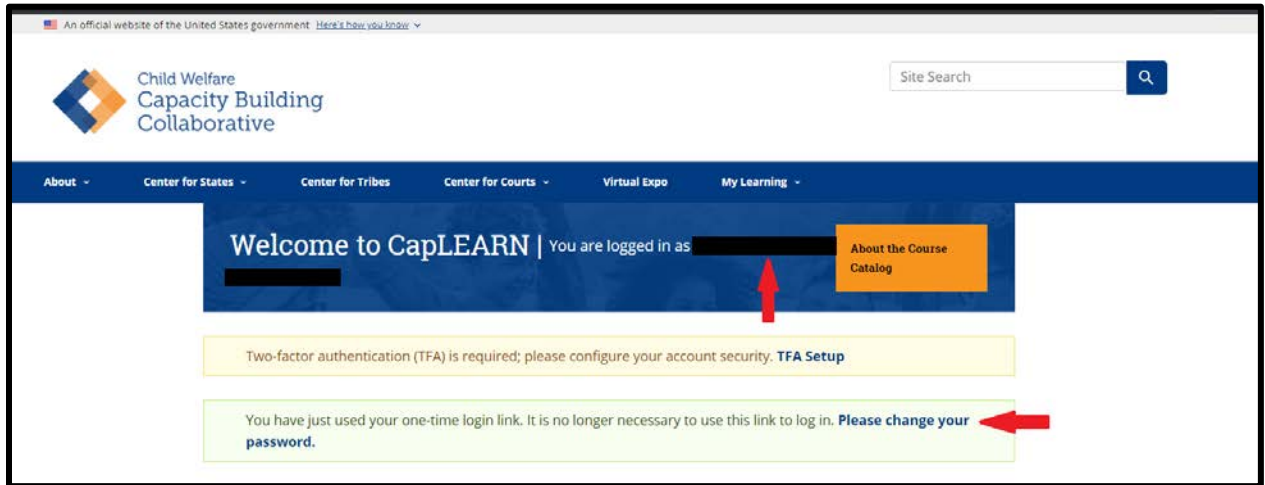 An official website of the United States government Here's how you know
Child Welfare
Capacity Building
Collaborative
Site Search
About Center for States Center for Tribes Center for Courts Virtual Expo My Learning
Welcome to CapLEARN | You are logged in as
About the Course
Catalog
Two-factor authentication (TFA) is required; please configure your account security. TFA Setup
You have just used your one-time login link. It is no longer necessary to use this link to log in. Please change your
password.